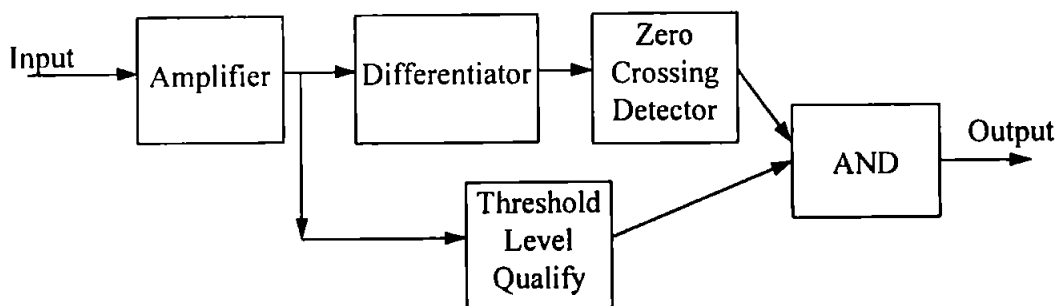 Input
Amplifier
Differentiator
Zero
Crossing
Detector
Threshold
Level
Qualify
AND
Output